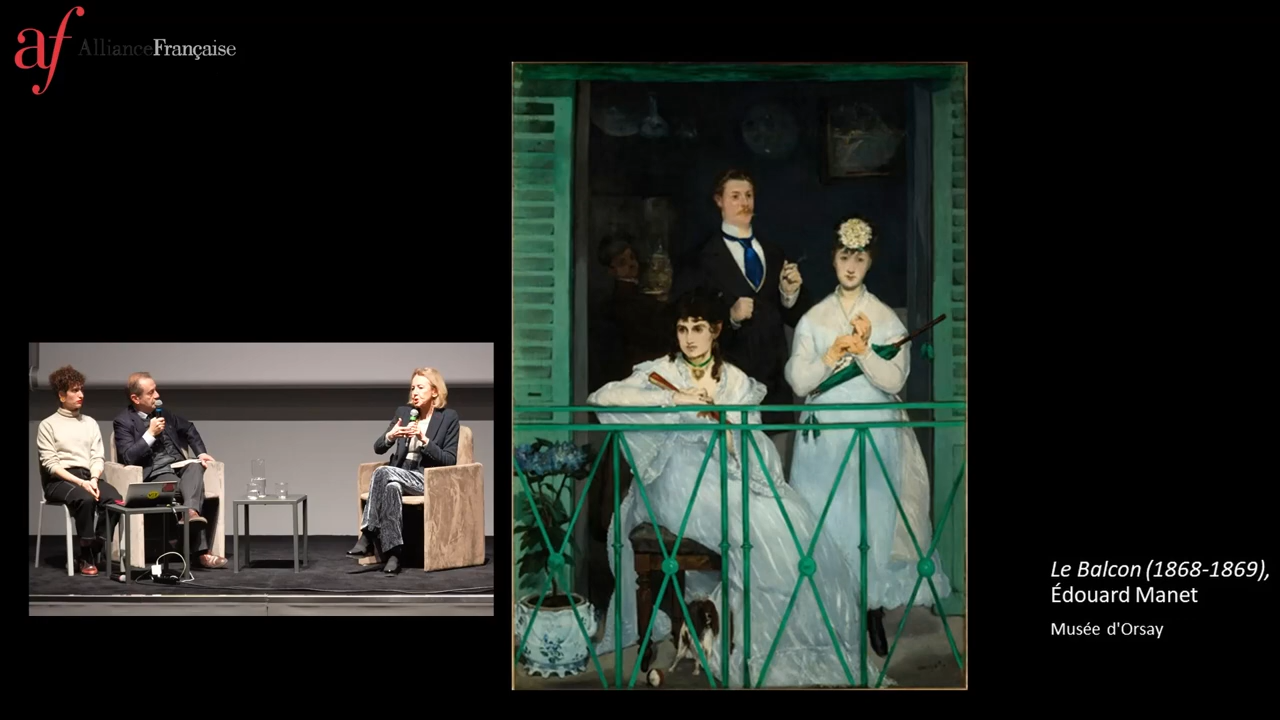 af AllianceFrançaise
Le Balcon (1868-1869),
Édouard Manet
Musée d'Orsay